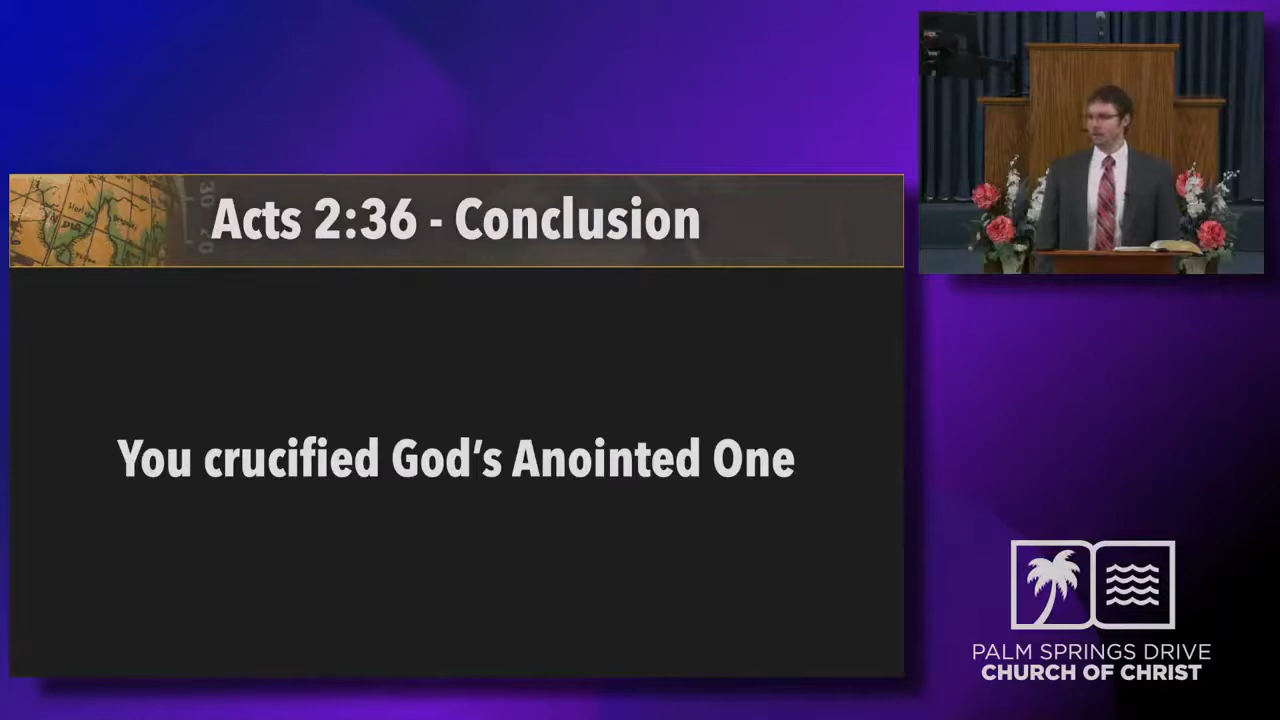 Acts 2:36 - Conclusion
You crucified God’s Anointed One
PALM SPRINGS DRIVE
CHURCH OF CHRIST